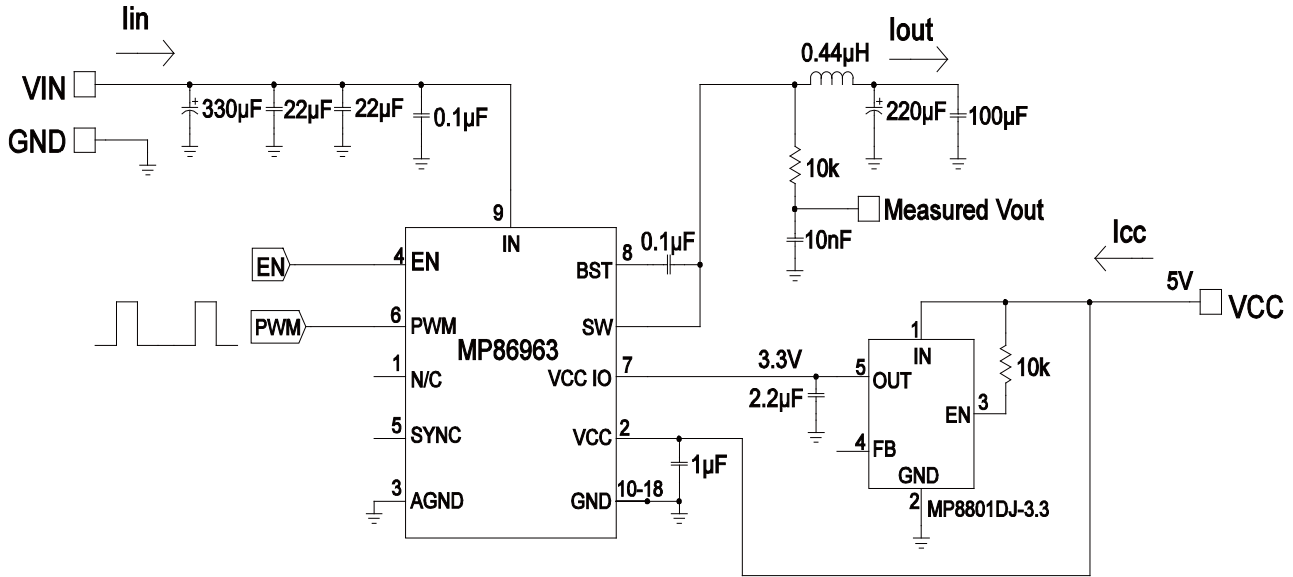 Iin
Iout
0.44µH
VIN
330µF
22µF
22µF
0.1µF
220µF
100µF
GND
10k
Measured Vout
10nF
9
IN
0.1µF
8
BST
Icc
5V
VCC
EN
4
EN
PWM
6
PWM
SW
MP86963
1
N/C
VCC IO
7
3.3V
2.2µF
1
IN
5
OUT
10k
EN
3
4
FB
GND
2
MP8801DJ-3.3
5
SYNC
VCC
2
1µF
3
AGND
GND
10-18